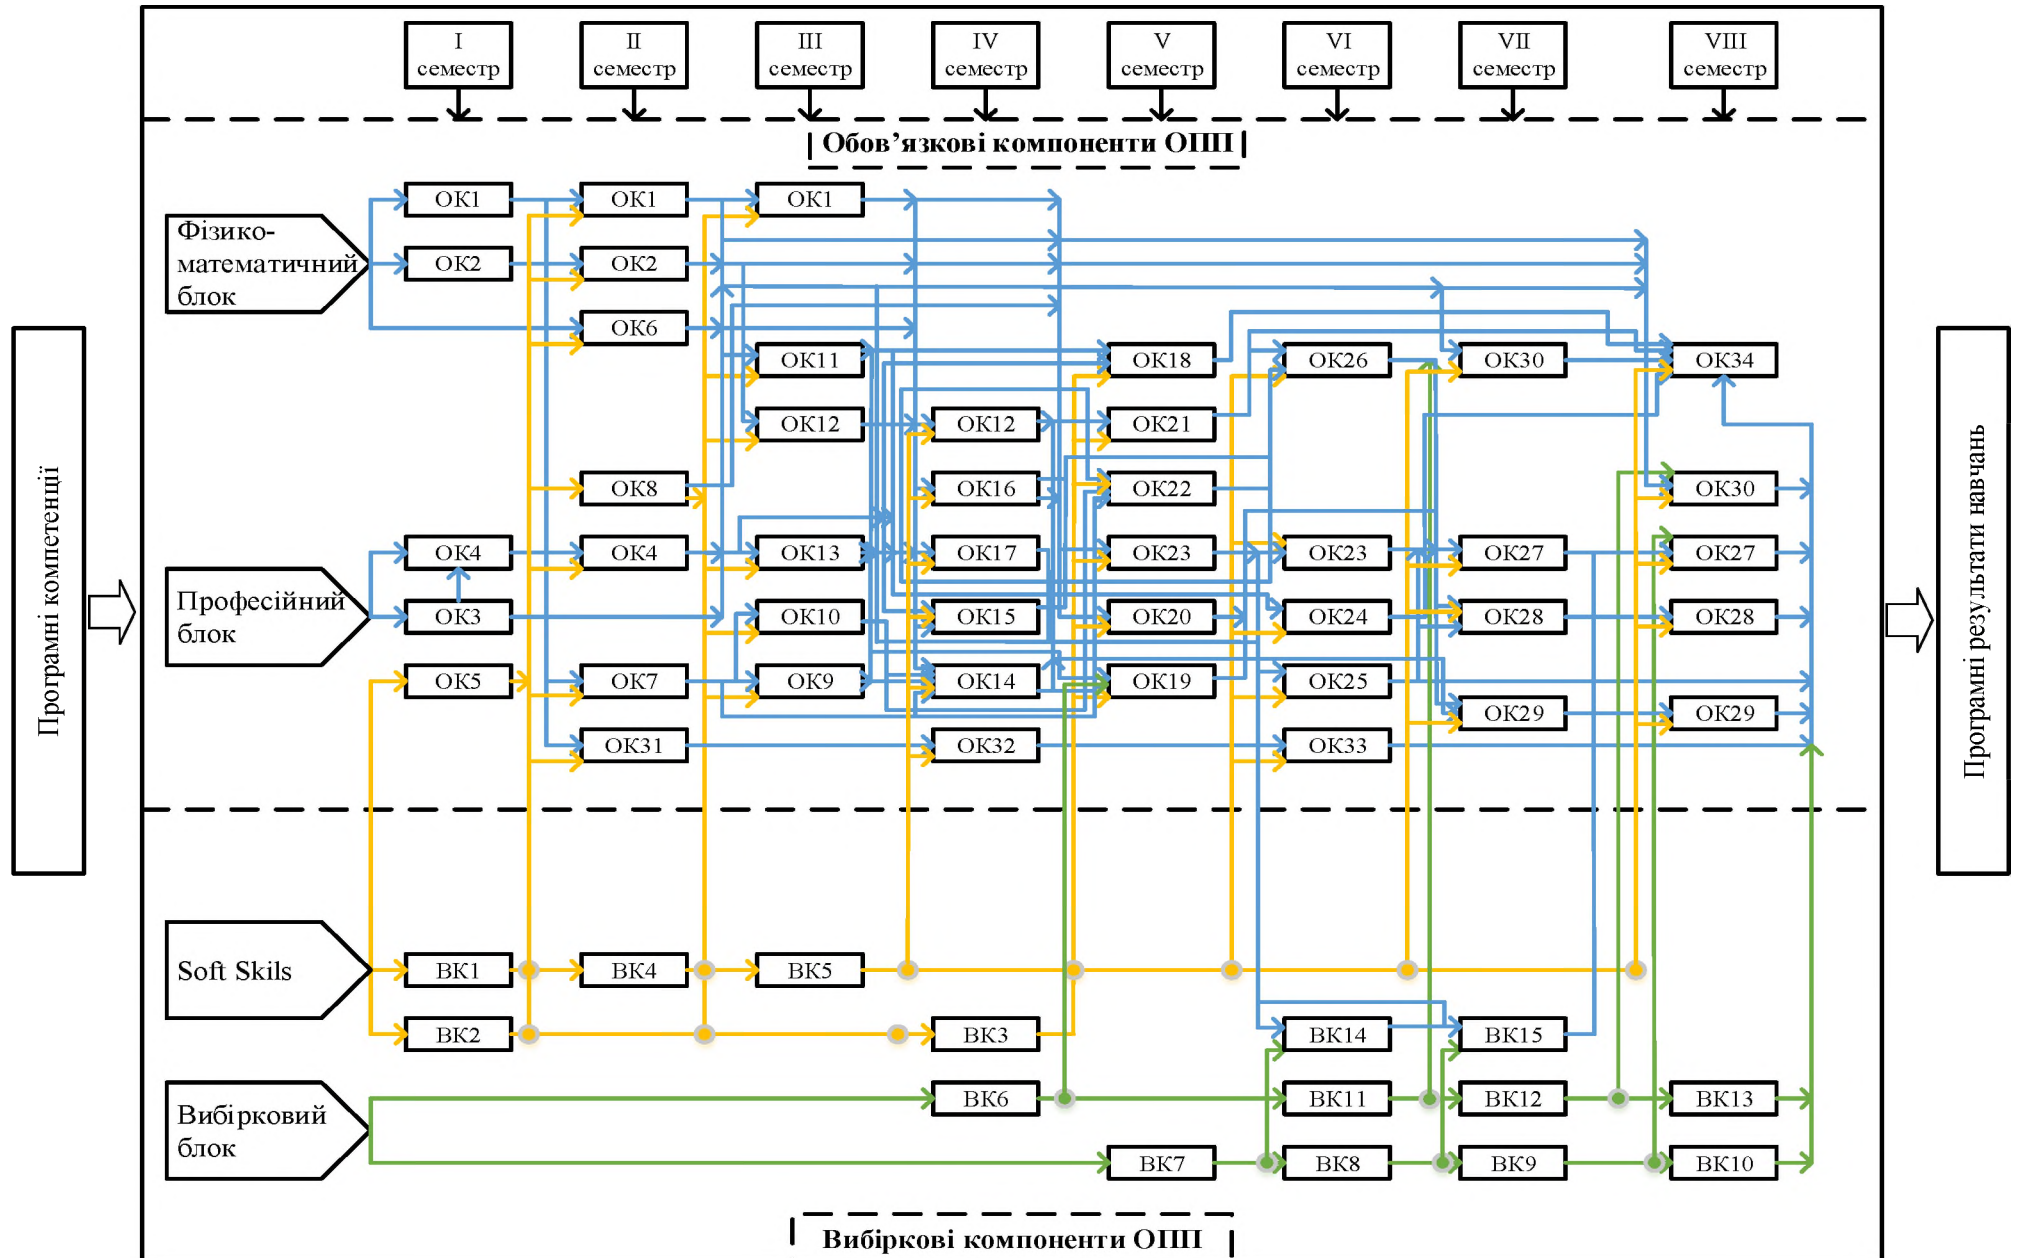 I
семестр
II
семестр
III
семестр
IV
семестр
V
семестр
VI
семестр
VII
семестр
VIII
семестр
Обов’язкові компоненти ОПП
Фізико-
математичний
блок
ОК1
ОК1
ОК1
ОК2
ОК2
ОК6
ОК11
ОК18
ОК26
ОК30
ОК34
ОК12
ОК12
ОК21
ОК8
ОК16
ОК22
ОК30
Професійний
блок
ОК4
ОК4
ОК13
ОК17
ОК23
ОК23
ОК27
ОК27
ОК3
ОК10
ОК15
ОК20
ОК24
ОК28
ОК28
ОК5
ОК7
ОК9
ОК14
ОК19
ОК25
ОК29
ОК29
ОК31
ОК32
ОК33
Програмні компетенції
Програмні результати навчань
Soft Skils
ВК1
ВК4
ВК5
ВК2
ВК3
ВК14
ВК15
Вибірковий
блок
ВК6
ВК11
ВК12
ВК13
ВК7
ВК8
ВК9
ВК10
Вибіркові компоненти ОПП